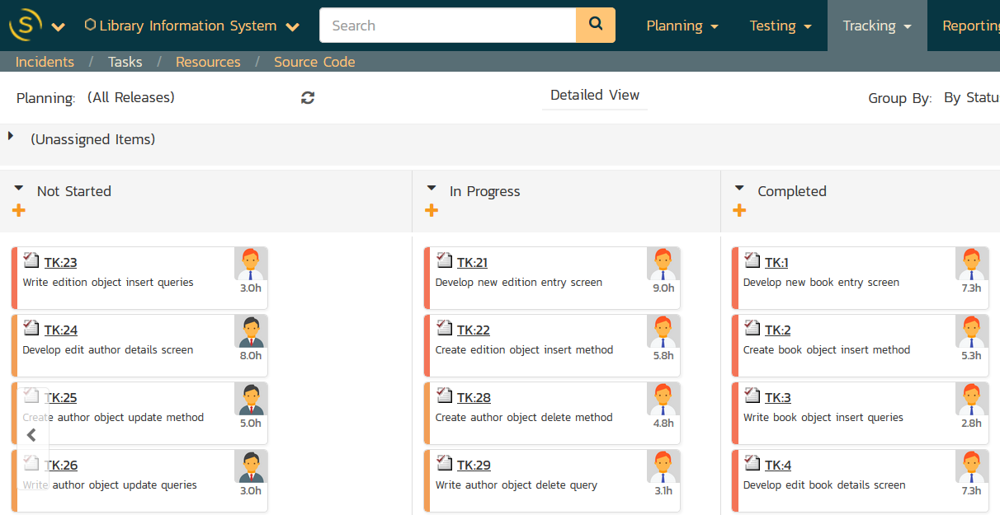 Library Information System
Search
Planning
Testing
Tracking
Reporting
Incidents / Tasks / Resources / Source Code
Planning: (All Releases)
Detailed View
Group By: By Statu
(Unassigned Items)
Not Started
In Progress
Completed
TK:23
Write edition object insert queries
3.0h
TK:24
Develop edit author details screen
8.0h
TK:25
Create author object update method
5.0h
TK:26
Write author object update queries
3.0h
TK:21
Develop new edition entry screen
9.0h
TK:22
Create edition object insert method
5.8h
TK:28
Create author object delete method
4.8h
TK:29
Write author object delete query
3.1h
TK:1
Develop new book entry screen
7.3h
TK:2
Create book object insert method
5.3h
TK:3
Write book object insert queries
2.8h
TK:4
Develop edit book details screen
7.3h